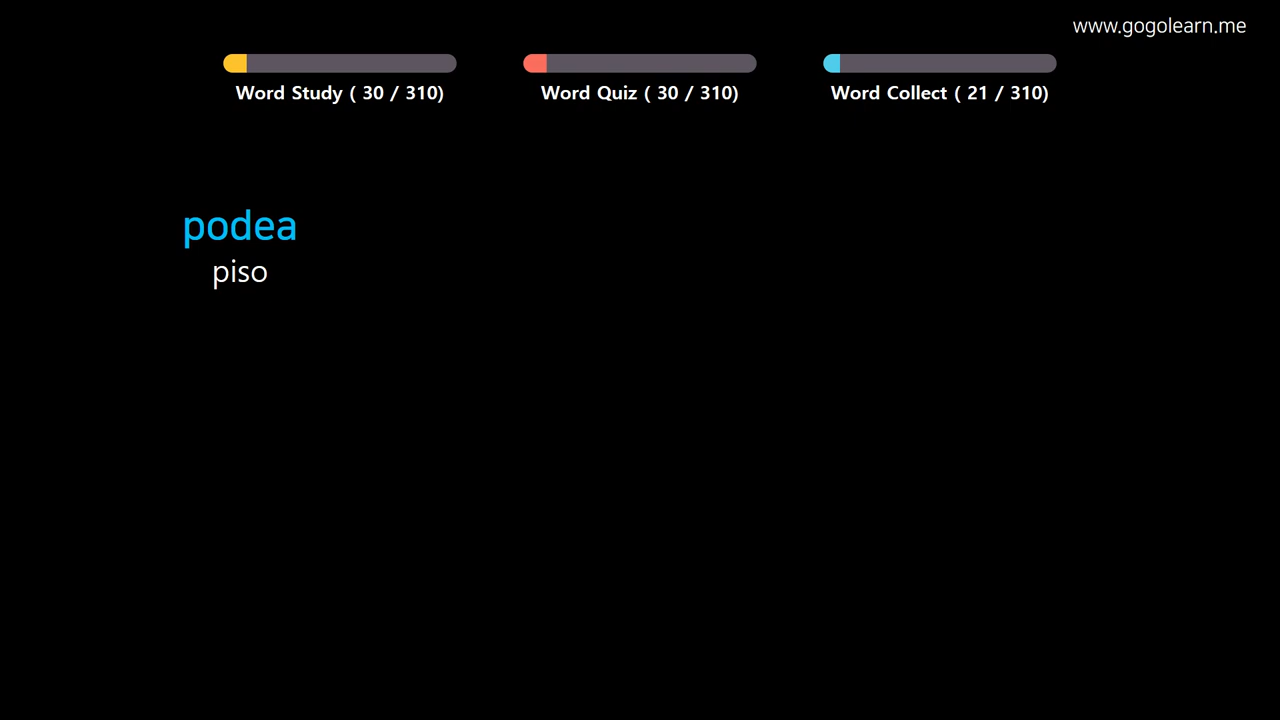 www.gogolearn.me
Word Study ( 30 / 310)
Word Quiz ( 30 / 310)
Word Collect ( 21 / 310)
podea
piso